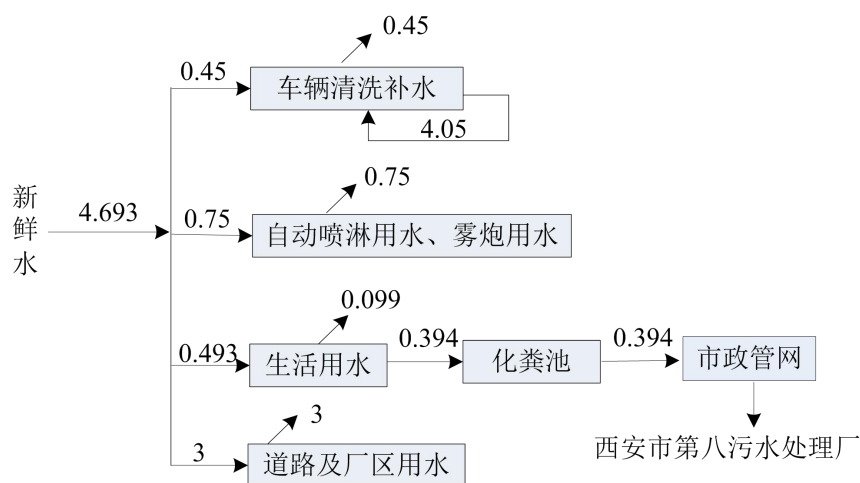 0.45
0.45
车辆清洗补水
4.05
新鲜水
4.693
0.75
0.75
自动喷淋用水、雾炮用水
0.099
0.493
生活用水
0.394
化粪池
0.394
市政管网
西安市第八污水处理厂
3
3
道路及厂区用水